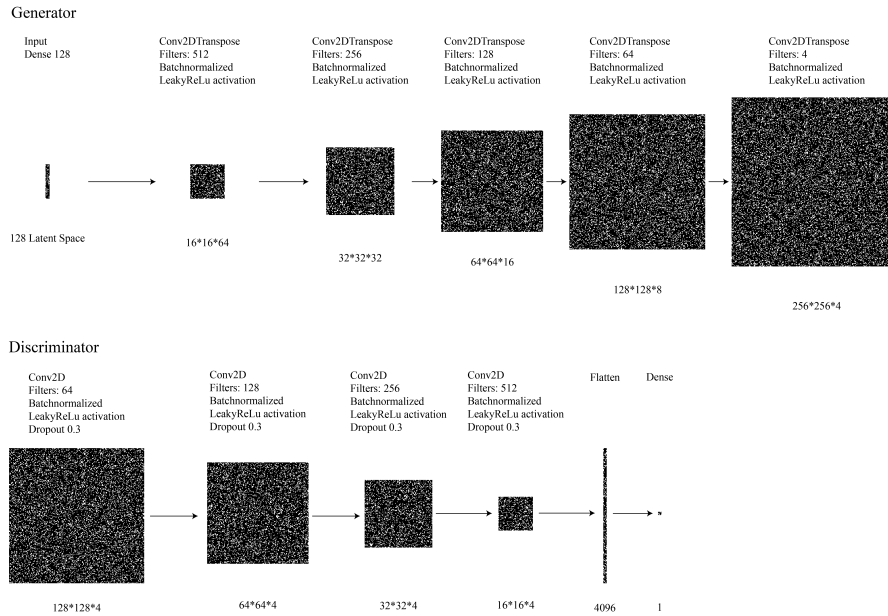 Generator
Input
Dense 128
Conv2DTranspose
Filters: 512
Batchnormalized
LeakyReLu activation
Conv2DTranspose
Filters: 256
Batchnormalized
LeakyReLu activation
Conv2DTranspose
Filters: 128
Batchnormalized
LeakyReLu activation
Conv2DTranspose
Filters: 64
Batchnormalized
LeakyReLu activation
Conv2DTranspose
Filters: 4
Batchnormalized
LeakyReLu activation
128 Latent Space
16*16*64
32*32*32
64*64*16
128*128*8
256*256*4
Discriminator
Conv2D
Filters: 64
Batchnormalized
LeakyReLu activation
Dropout 0.3
Conv2D
Filters: 128
Batchnormalized
LeakyReLu activation
Dropout 0.3
Conv2D
Filters: 256
Batchnormalized
LeakyReLu activation
Dropout 0.3
Conv2D
Filters: 512
Batchnormalized
LeakyReLu activation
Dropout 0.3
Flatten
Dense
128*128*4
64*64*4
32*32*4
16*16*4
4096
1